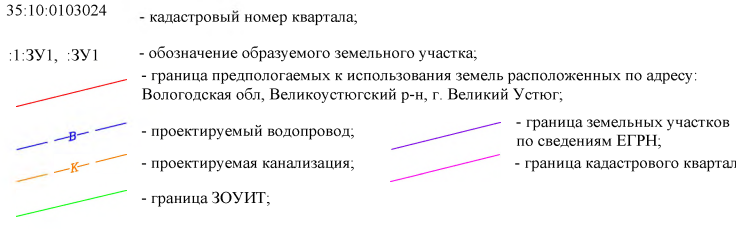 35:10:0103024 - кадастровый номер квартала;
:1:ЗУ1, :ЗУ1 - обозначение образуемого земельного участка;
- граница предпологаемых к использования земель расположенных по адресу:
Вологодская обл, Великоустюгский р-н, г. Великий Устюг;
В - проектируемый водопровод;
К - проектируемая канализация;
- граница ЗОУИТ;
- граница земельных участков
по сведениям ЕГРН;
- граница кадастрового квартал